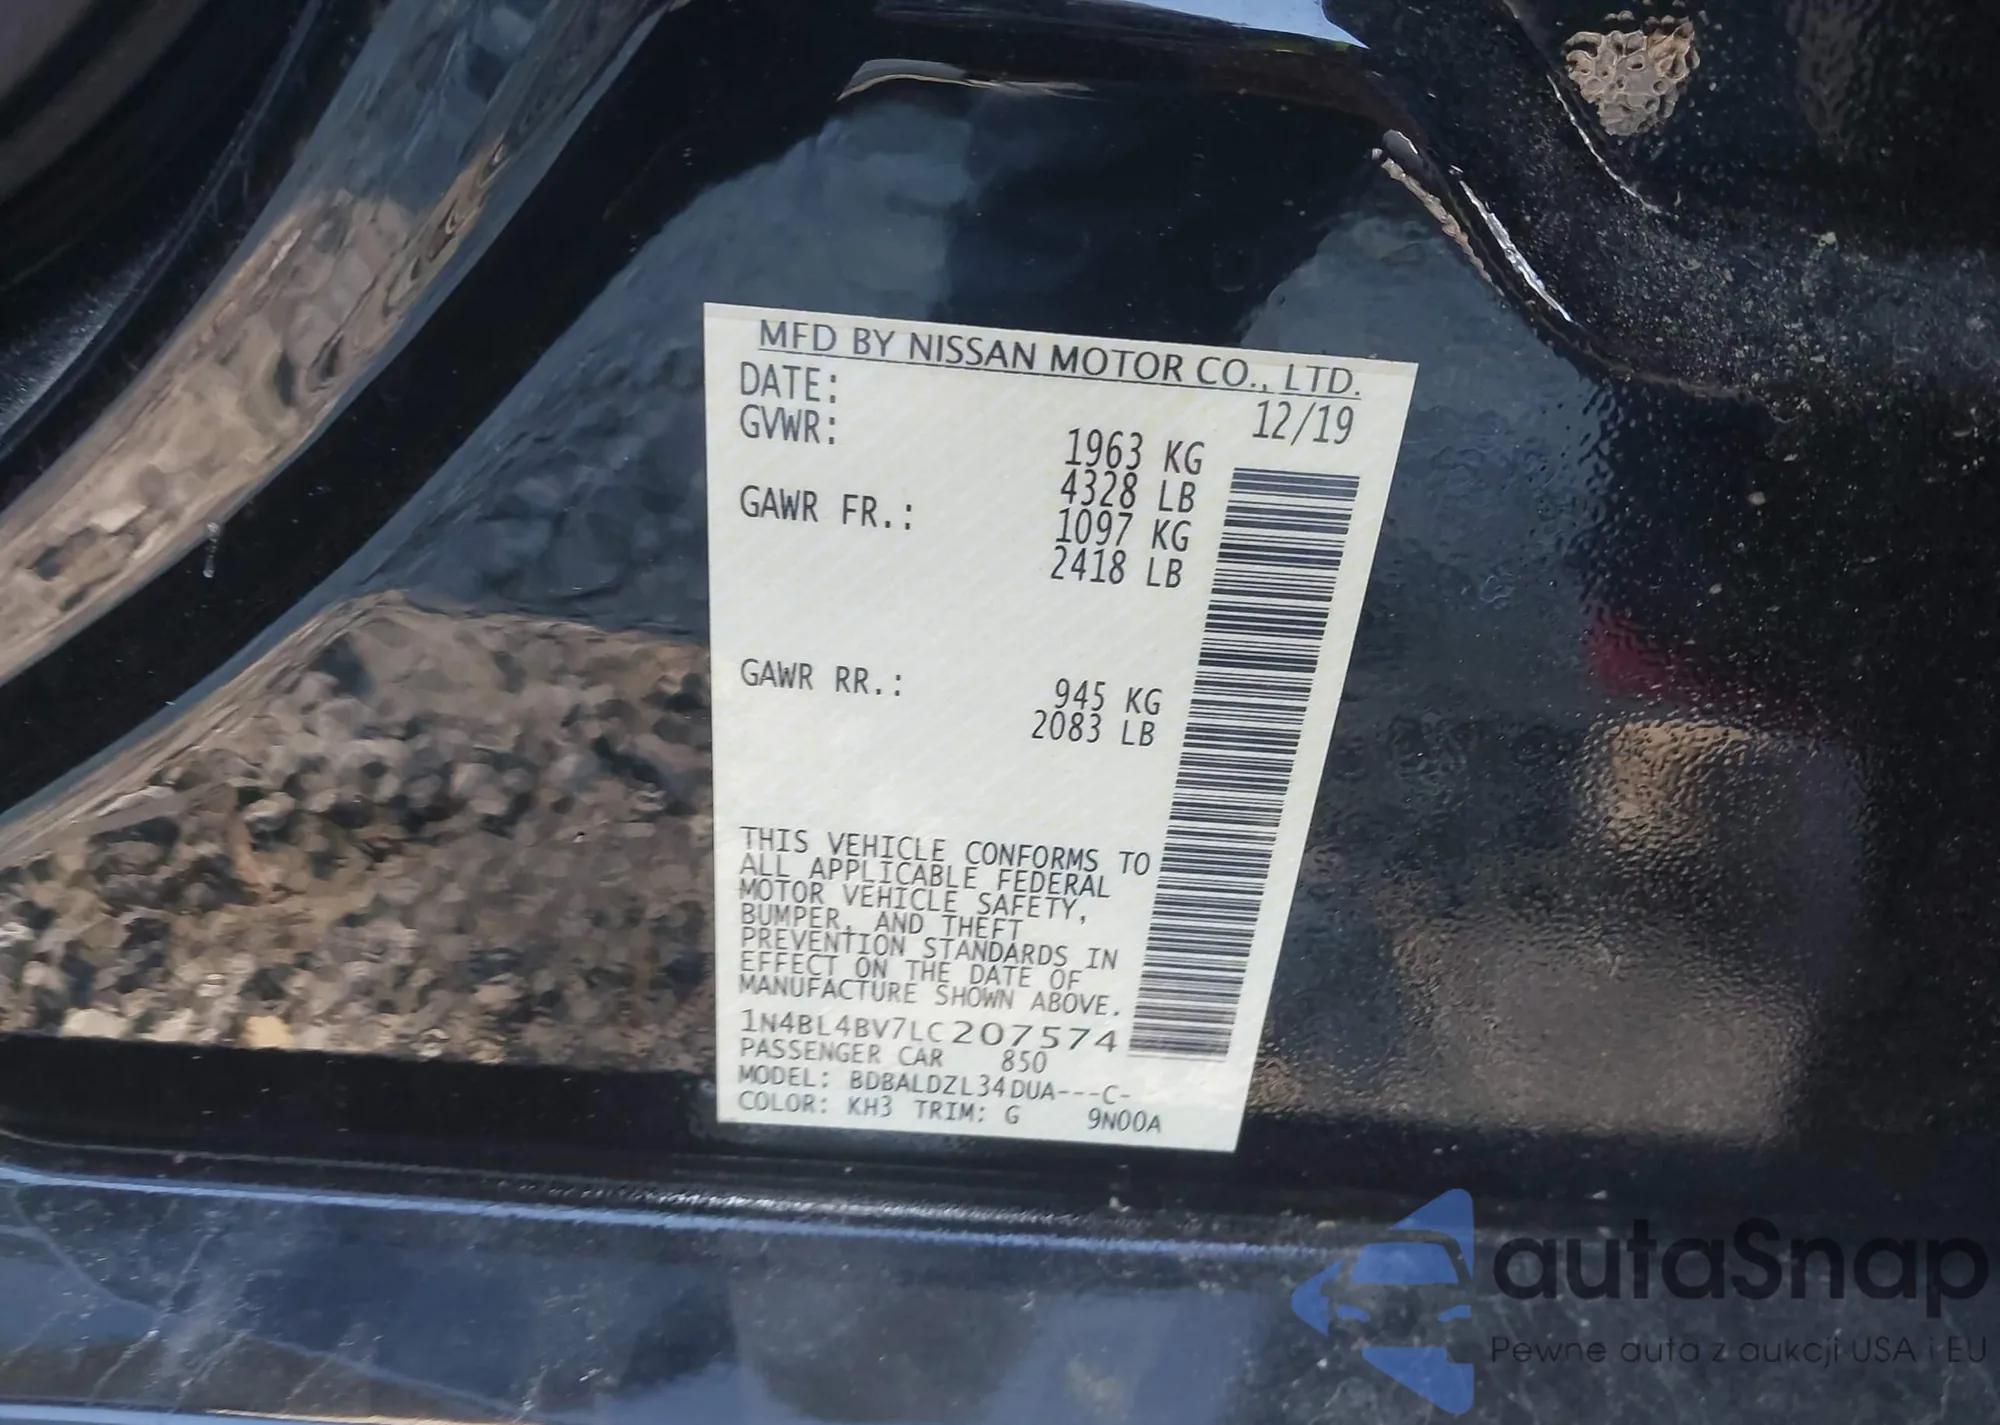 MFD BY NISSAN MOTOR CO., LTD.
DATE: 12/19
GVWR: 1963 KG
4328 LB
GAWR FR.: 1097 KG
2418 LB
GAWR RR.: 945 KG
2083 LB
THIS VEHICLE CONFORMS TO
ALL APPLICABLE FEDERAL
MOTOR VEHICLE SAFETY,
BUMPER, AND THEFT
PREVENTION STANDARDS IN
EFFECT ON THE DATE OF
MANUFACTURE SHOWN ABOVE.
1N4BL4BV7LC207574
PASSENGER CAR 850
MODEL: BDBALDZL34DUA---C-
COLOR: KH3 TRIM: G 9N00A
autaSnap
Pewne auta z aukcji USA i EU